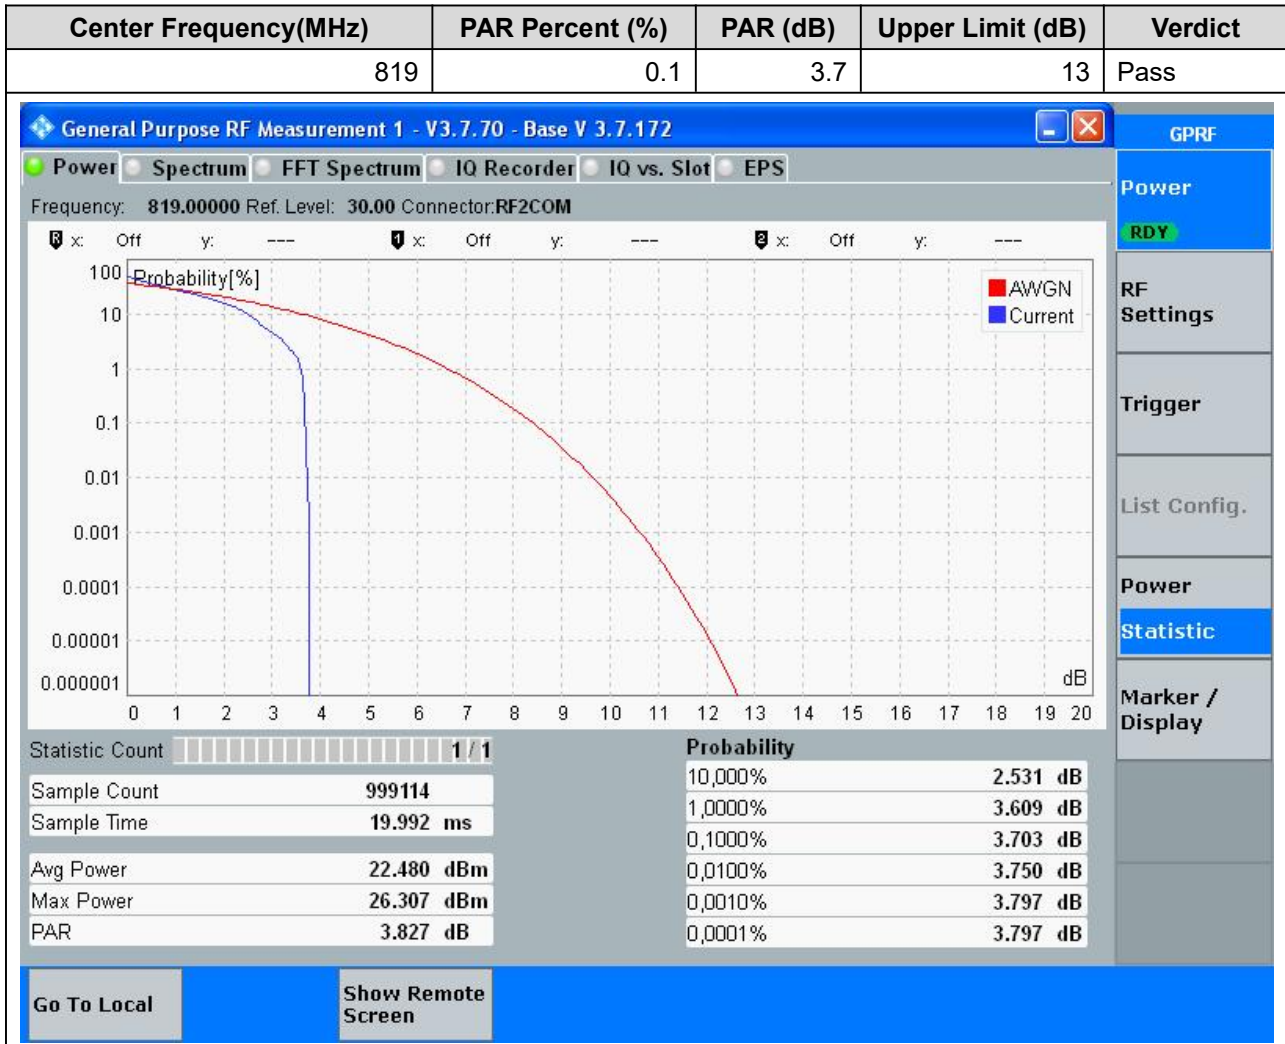 Center Frequency(MHz) PAR Percent (%) PAR (dB) Upper Limit (dB) Verdict
819 0.1 3.7 13 Pass
General Purpose RF Measurement 1 - V3.7.70 - Base V 3.7.172
GPRF
Power Spectrum FFT Spectrum IQ Recorder IQ vs. Slot EPS
Frequency: 819.00000 Ref. Level: 30.00 Connector:RF2COM
R x: Off y: --- 1 x: Off y: --- 2 x: Off y: ---
Probability[%]
AWGN
Current
100
10
1
0.1
0.01
0.001
0.0001
0.00001
0.000001
dB
0 1 2 3 4 5 6 7 8 9 10 11 12 13 14 15 16 17 18 19 20
Statistic Count 1 / 1
Sample Count 999114
Sample Time 19.992 ms
Avg Power 22.480 dBm
Max Power 26.307 dBm
PAR 3.827 dB
Probability
10,000% 2.531 dB
1,0000% 3.609 dB
0,1000% 3.703 dB
0,0100% 3.750 dB
0,0010% 3.797 dB
0,0001% 3.797 dB
Power
RDY
RF
Settings
Trigger
List Config.
Power
Statistic
Marker /
Display
Go To Local
Show Remote
Screen